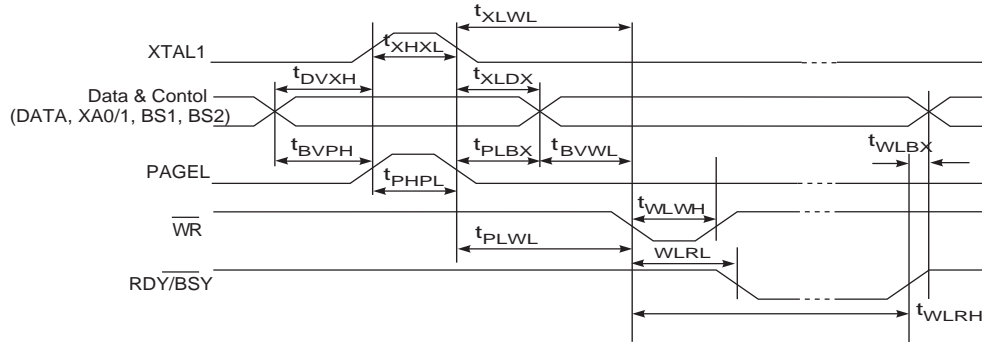 tXLWL
XTAL1
tXHXL
tDVXH
tXLDX
Data & Contol
(DATA, XA0/1, BS1, BS2)
tBVPH
tPLBX
tBVWL
tWLBX
PAGEL
tPHPL
tWLWH
WR
tPLWL
WLRL
RDY/BSY
tWLRH